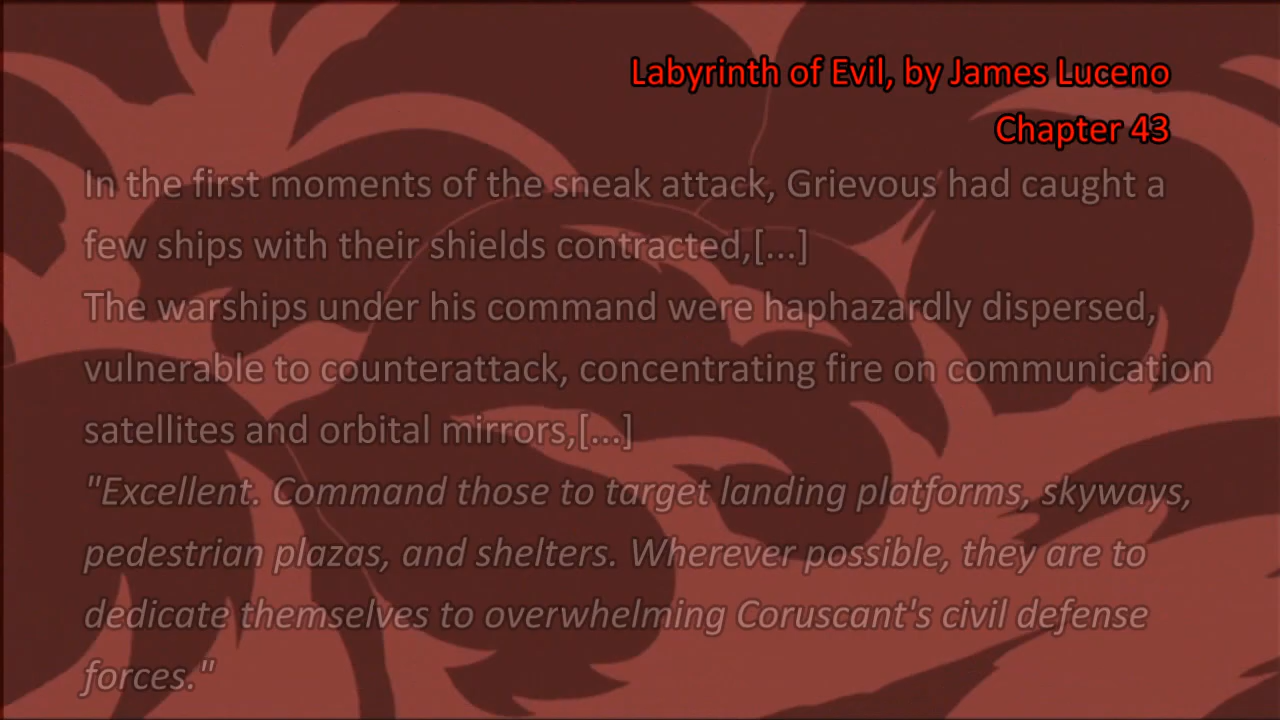 Labyrinth of Evil, by James Luceno
Chapter 43
In the first moments of the sneak attack, Grievous had caught a
few ships with their shields contracted,[...]
The warships under his command were haphazardly dispersed,
vulnerable to counterattack, concentrating fire on communication
satellites and orbital mirrors,[...]
"Excellent. Command those to target landing platforms, skyways,
pedestrian plazas, and shelters. Wherever possible, they are to
dedicate themselves to overwhelming Coruscant's civil defense
forces."